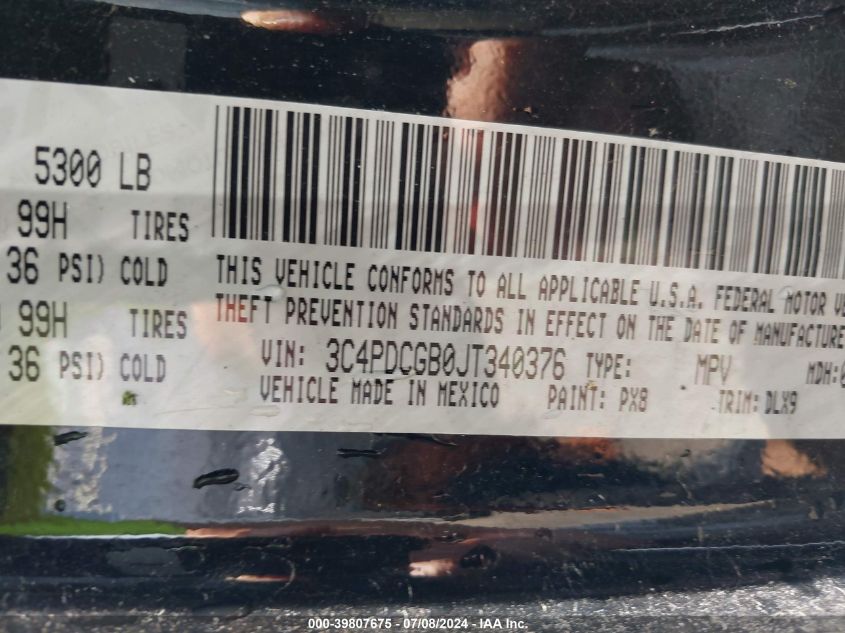 5300 LB
99H TIRES
36 PSI) COLD
99H TIRES
36 PSI) COLD
THIS VEHICLE CONFORMS TO ALL APPLICABLE U.S.A. FEDERAL MOTOR VE
THEFT PREVENTION STANDARDS IN EFFECT ON THE DATE OF MANUFACTURE
VIN: 3C4PDCGB0JT340376 TYPE: MPV MDH:0
VEHICLE MADE IN MEXICO PAINT: PX8 TRIM: DLX9
000-39807675 - 07/08/2024 - IAA Inc.